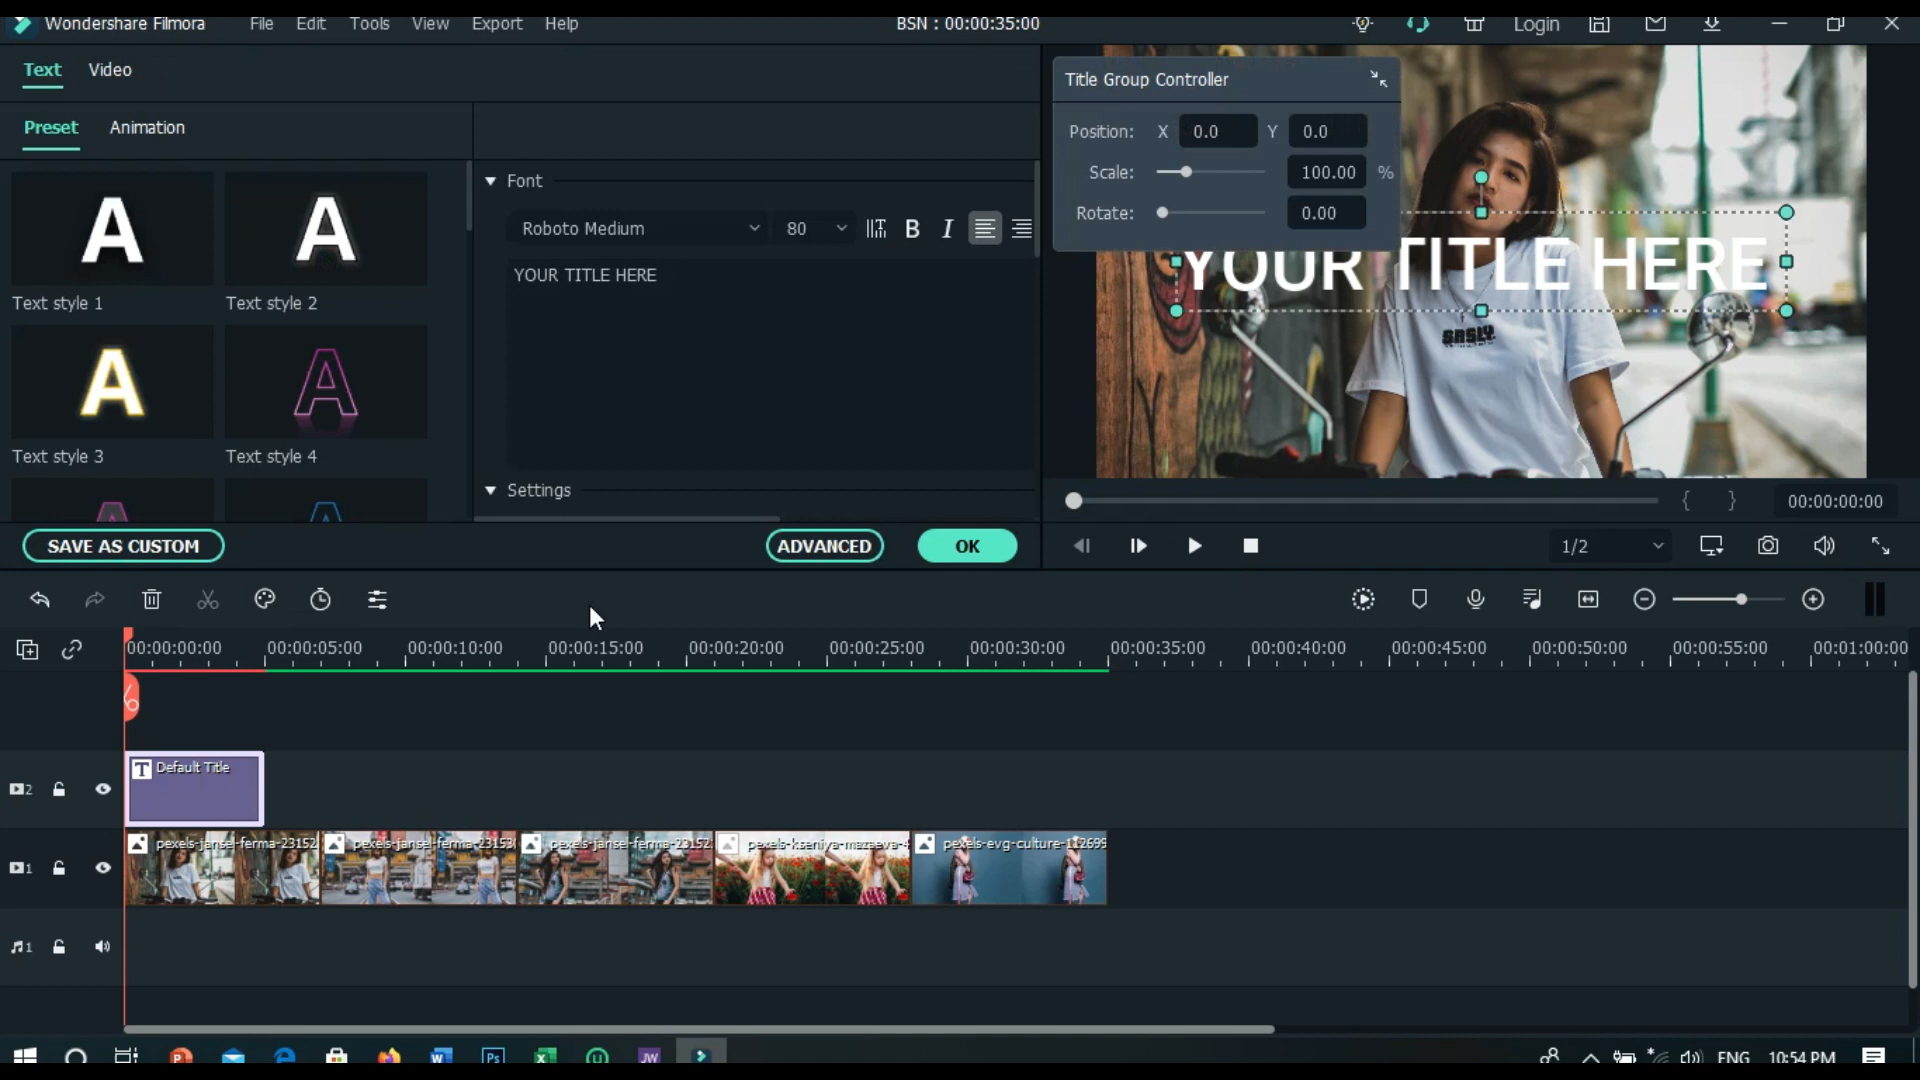 Wondershare Filmora File Edit Tools View Export Help BSN : 00:00:35:00 Login
Text Video
Preset Animation
Text style 1 Text style 2
Text style 3 Text style 4
Font
Roboto Medium 80 B I
YOUR TITLE HERE
Settings
SAVE AS CUSTOM ADVANCED OK
Title Group Controller
Position: X 0.0 Y 0.0
Scale: 100.00 %
Rotate: 0.00
YOUR TITLE HERE
00:00:00:00
1/2
00:00:00:00 00:00:05:00 00:00:10:00 00:00:15:00 00:00:20:00 00:00:25:00 00:00:30:00 00:00:35:00 00:00:40:00 00:00:45:00 00:00:50:00 00:00:55:00 00:01:00:00
2 T Default Title
1 pexels-jansel-ferma-23152 pexels-jansel-ferma-23153 pexels-jansel-ferma-23152 pexels-kseniya-mazaeva-4 pexels-evg-culture-112699
1
ENG 10:54 PM